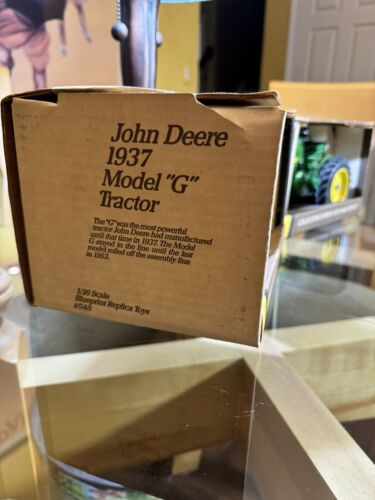 John Deere
1937
Model "G"
Tractor
The "G" was the most powerful
tractor John Deere had manufactured
until that time in 1937. The Model
G stayed in the line until the last
model rolled off the assembly line
in 1953.
1/16 Scale
Blueprint Replica Toys
#548